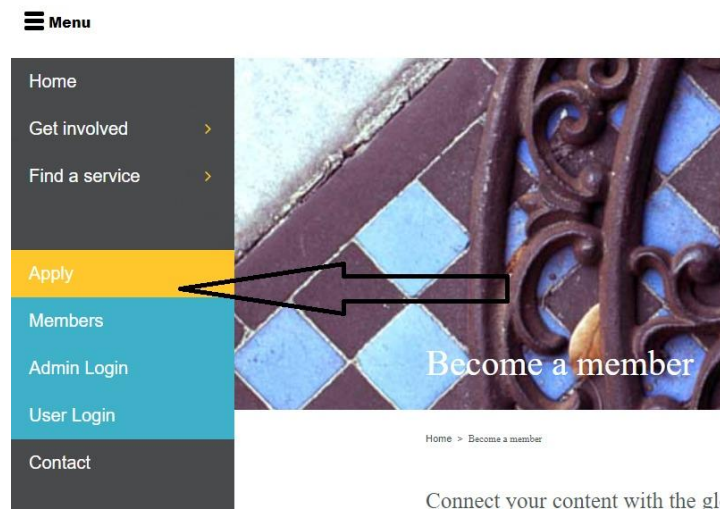 Menu
Home
Get involved
Find a service
Apply
Members
Admin Login
User Login
Contact
Become a member
Home > Become a member
Connect your content with the gl